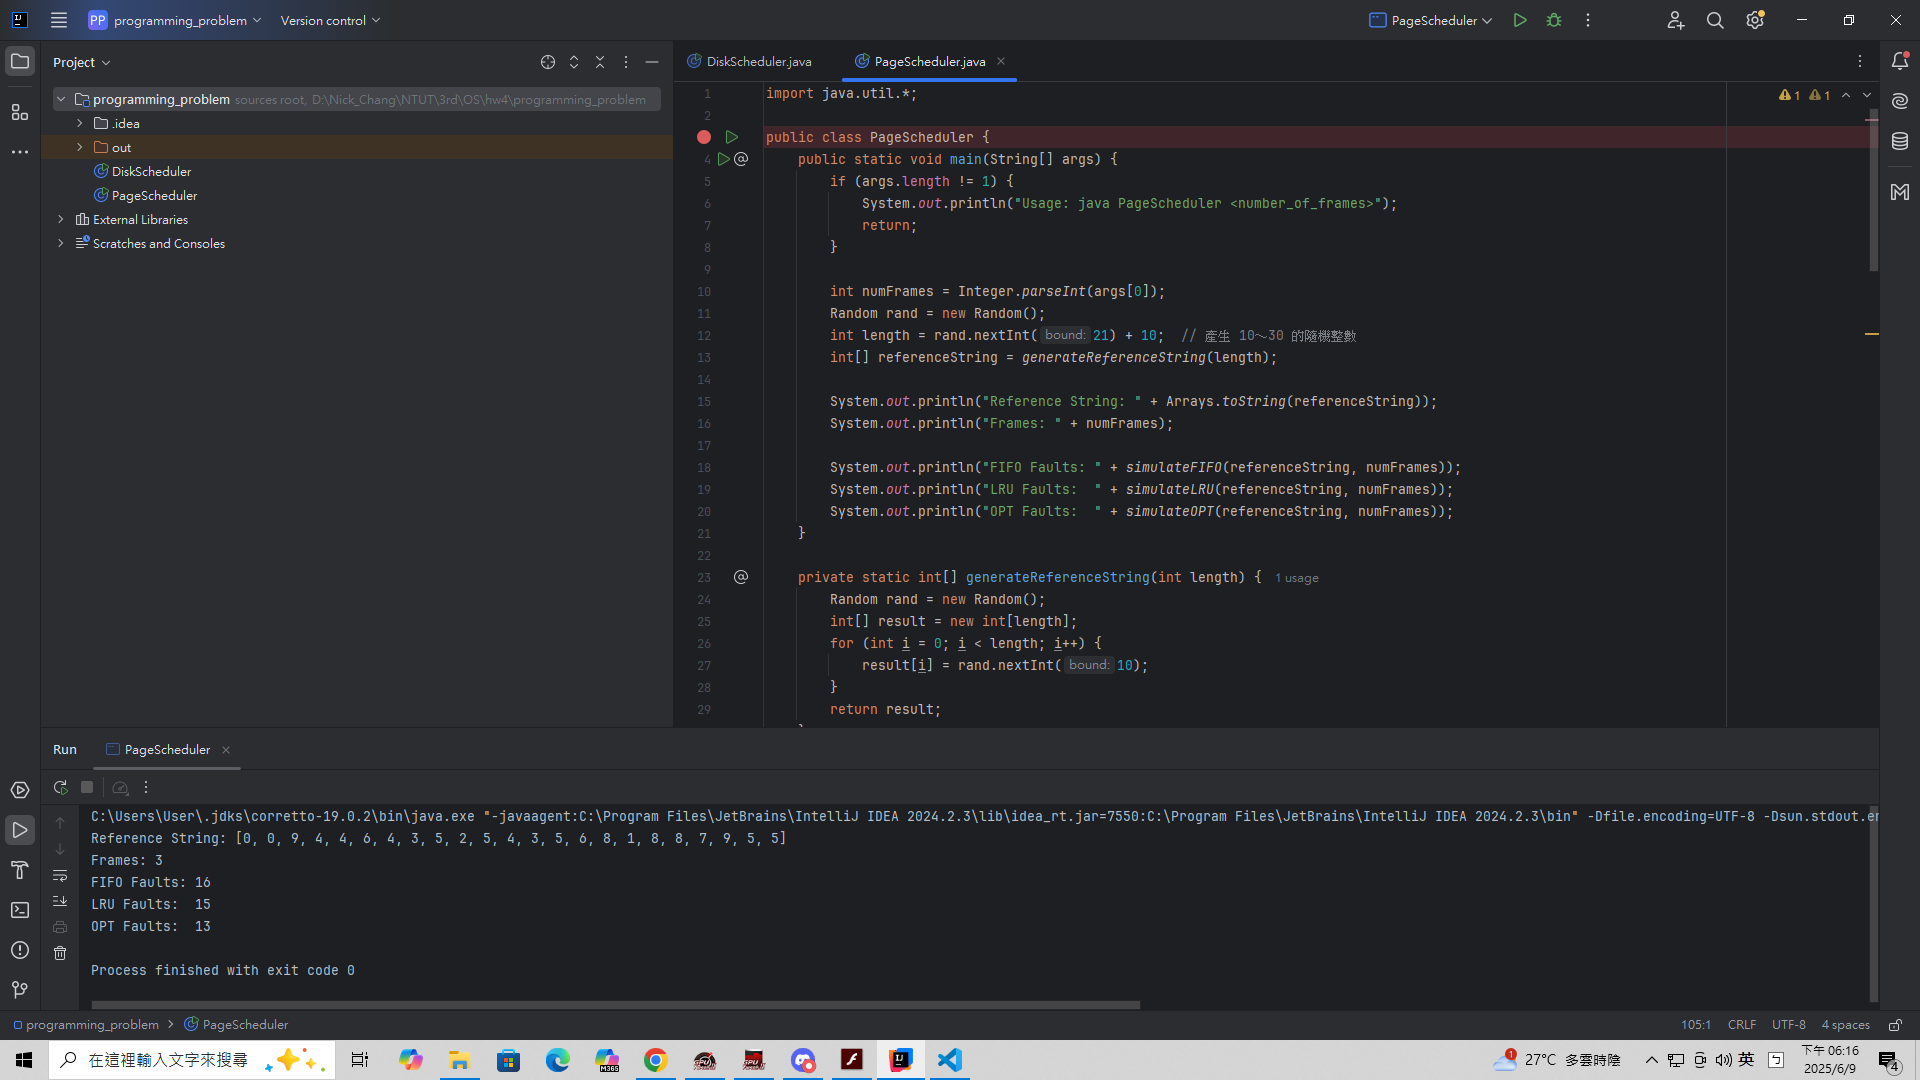 PP programming_problem Version control PageScheduler
Project
DiskScheduler.java PageScheduler.java
programming_problem sources root, D:\Nick_Chang\NTUT\3rd\OS\hw4\programming_problem
.idea
out
DiskScheduler
PageScheduler
External Libraries
Scratches and Consoles
1 import java.util.*; 1 1
2
public class PageScheduler {
4 @ public static void main(String[] args) {
5 if (args.length != 1) {
6 System.out.println("Usage: java PageScheduler <number_of_frames>");
7 return;
8 }
9
10 int numFrames = Integer.parseInt(args[0]);
11 Random rand = new Random();
12 int length = rand.nextInt( bound: 21) + 10; // 產生 10～30 的隨機整數
13 int[] referenceString = generateReferenceString(length);
14
15 System.out.println("Reference String: " + Arrays.toString(referenceString));
16 System.out.println("Frames: " + numFrames);
17
18 System.out.println("FIFO Faults: " + simulateFIFO(referenceString, numFrames));
19 System.out.println("LRU Faults:  " + simulateLRU(referenceString, numFrames));
20 System.out.println("OPT Faults:  " + simulateOPT(referenceString, numFrames));
21 }
22
23 @ private static int[] generateReferenceString(int length) { 1 usage
24 Random rand = new Random();
25 int[] result = new int[length];
26 for (int i = 0; i < length; i++) {
27 result[i] = rand.nextInt( bound: 10);
28 }
29 return result;
Run PageScheduler
C:\Users\User\.jdks\corretto-19.0.2\bin\java.exe "-javaagent:C:\Program Files\JetBrains\IntelliJ IDEA 2024.2.3\lib\idea_rt.jar=7550:C:\Program Files\JetBrains\IntelliJ IDEA 2024.2.3\bin" -Dfile.encoding=UTF-8 -Dsun.stdout.en
Reference String: [0, 0, 9, 4, 4, 6, 4, 3, 5, 2, 5, 4, 3, 5, 6, 8, 1, 8, 8, 7, 9, 5, 5]
Frames: 3
FIFO Faults: 16
LRU Faults:  15
OPT Faults:  13
Process finished with exit code 0
programming_problem > PageScheduler 105:1 CRLF UTF-8 4 spaces
在這裡輸入文字來搜尋 M365 1 27°C 多雲時陰 英 下午 06:16
2025/6/9 4